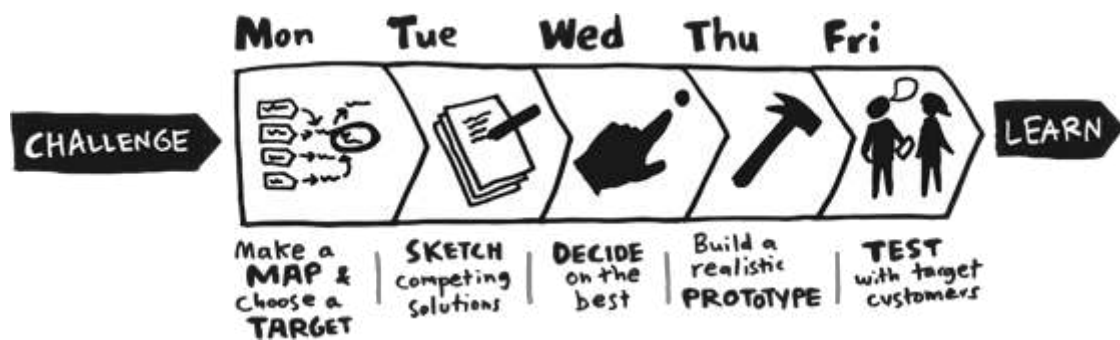 Mon Tue Wed Thu Fri
CHALLENGE
LEARN
Make a
MAP &
choose a
TARGET
SKETCH
competing
solutions
DECIDE
on the
best
Build a
realistic
PROTOTYPE
TEST
with target
customers